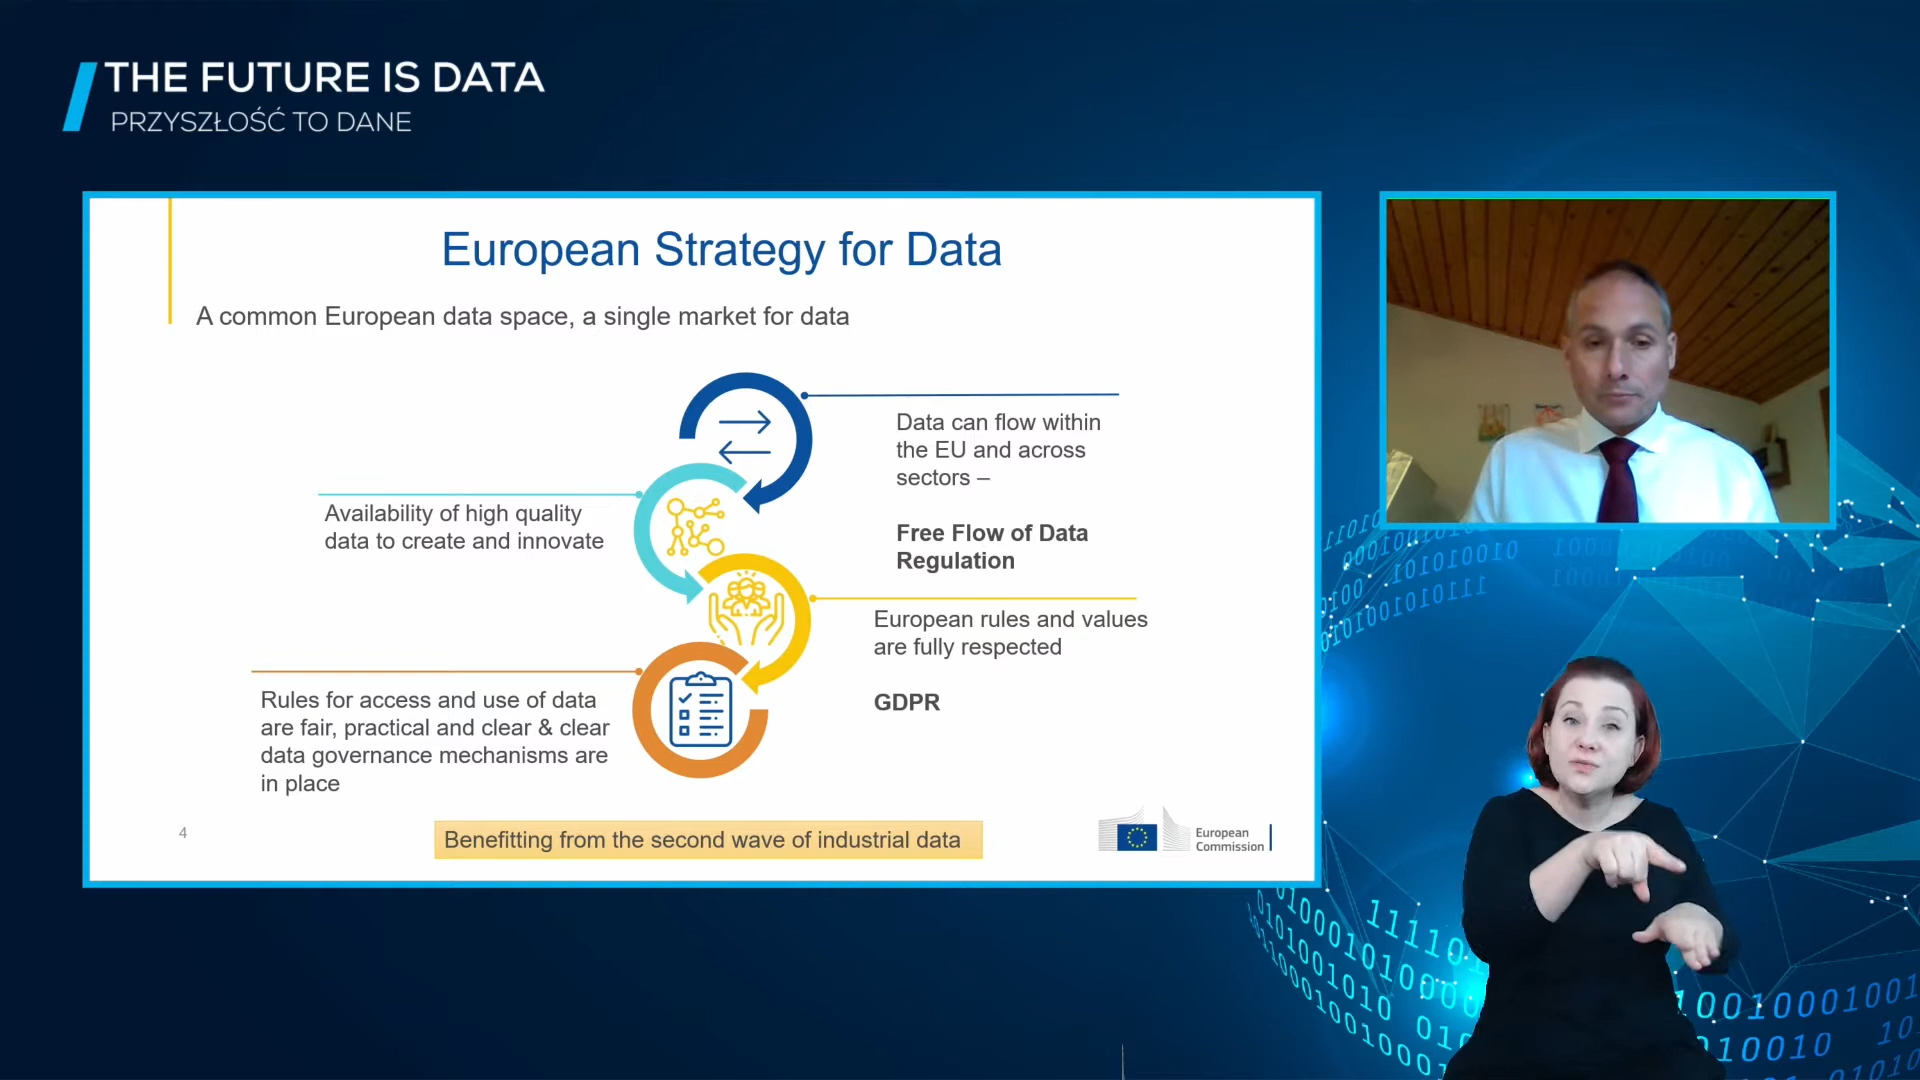 THE FUTURE IS DATA
PRZYSZŁOŚĆ TO DANE
European Strategy for Data
A common European data space, a single market for data
Data can flow within
the EU and across
sectors –
Free Flow of Data
Regulation
Availability of high quality
data to create and innovate
European rules and values
are fully respected
GDPR
Rules for access and use of data
are fair, practical and clear & clear
data governance mechanisms are
in place
4
Benefitting from the second wave of industrial data
European
Commission